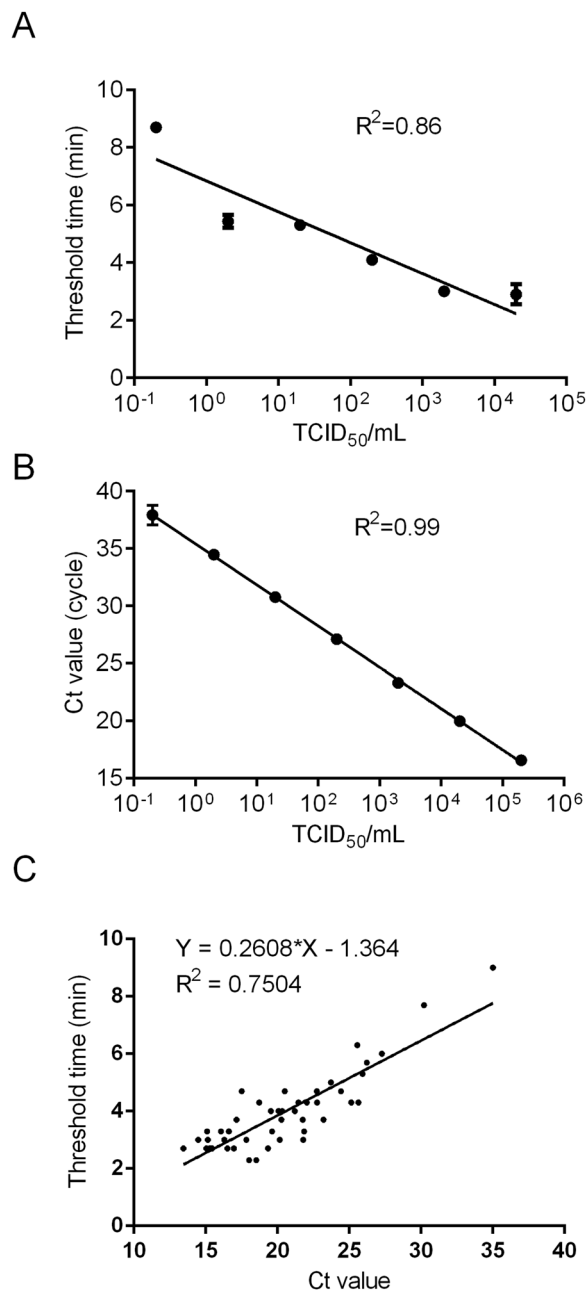 A
R²=0.86
Threshold time (min)
10
8
6
4
2
0
10⁻¹ 10⁰ 10¹ 10² 10³ 10⁴ 10⁵
TCID₅₀/mL
B
R²=0.99
Ct value (cycle)
40
35
30
25
20
15
10⁻¹ 10⁰ 10¹ 10² 10³ 10⁴ 10⁵ 10⁶
TCID₅₀/mL
C
Y = 0.2608*X - 1.364
R² = 0.7504
Threshold time (min)
10
8
6
4
2
0
10 15 20 25 30 35 40
Ct value